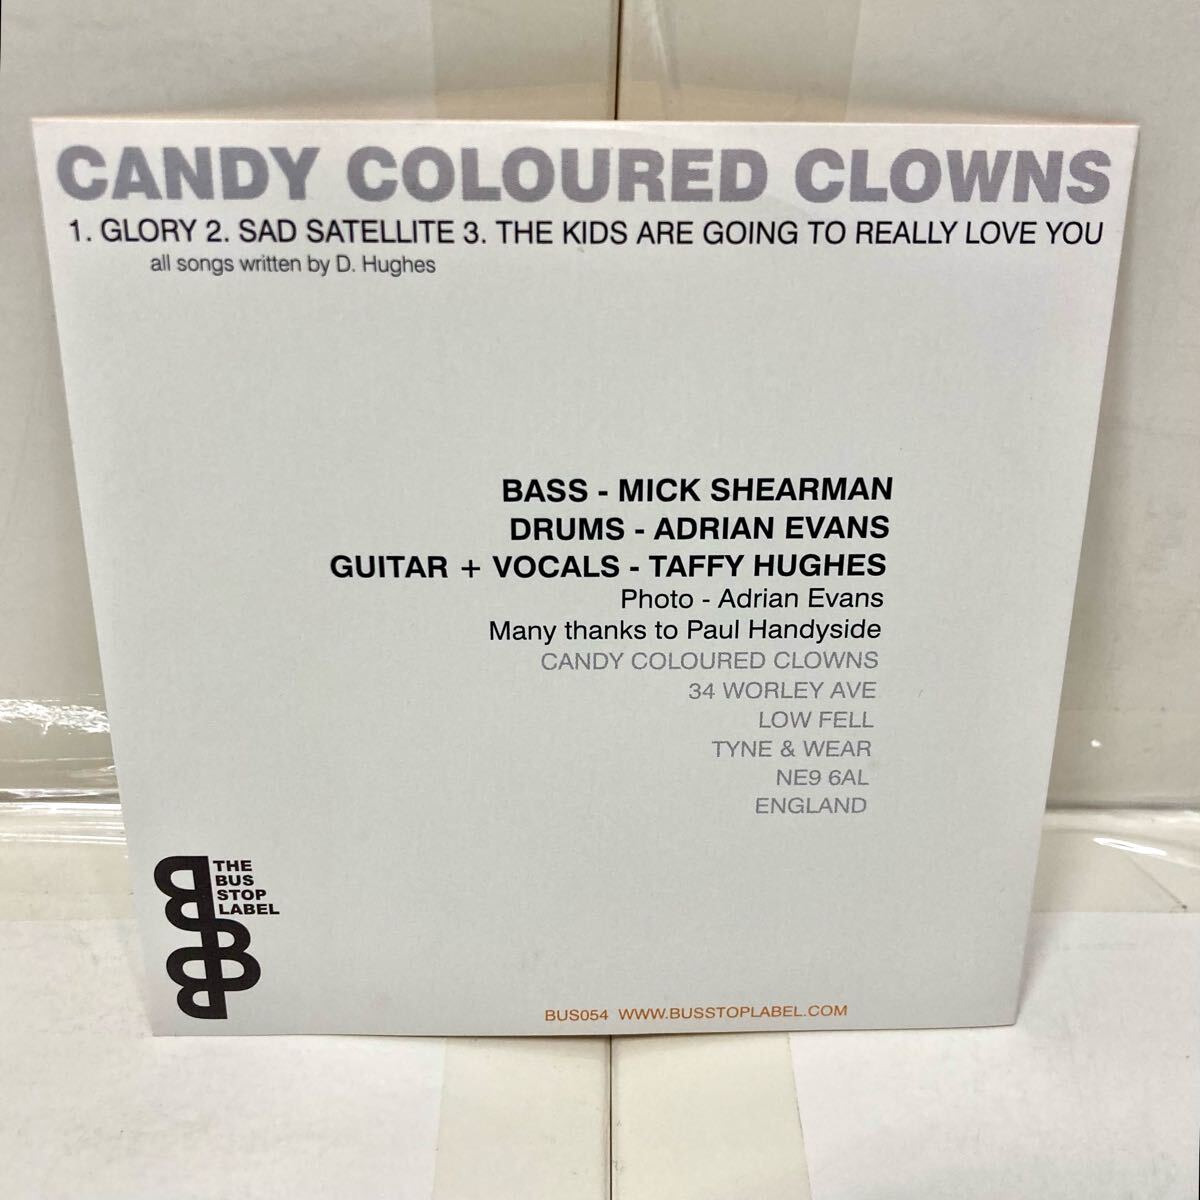 CANDY COLOURED CLOWNS
1. GLORY 2. SAD SATELLITE 3. THE KIDS ARE GOING TO REALLY LOVE YOU
all songs written by D. Hughes
BASS - MICK SHEARMAN
DRUMS - ADRIAN EVANS
GUITAR + VOCALS - TAFFY HUGHES
Photo - Adrian Evans
Many thanks to Paul Handyside
CANDY COLOURED CLOWNS
34 WORLEY AVE
LOW FELL
TYNE & WEAR
NE9 6AL
ENGLAND
THE
BUS
STOP
LABEL
BUS054 WWW.BUSSTOPLABEL.COM